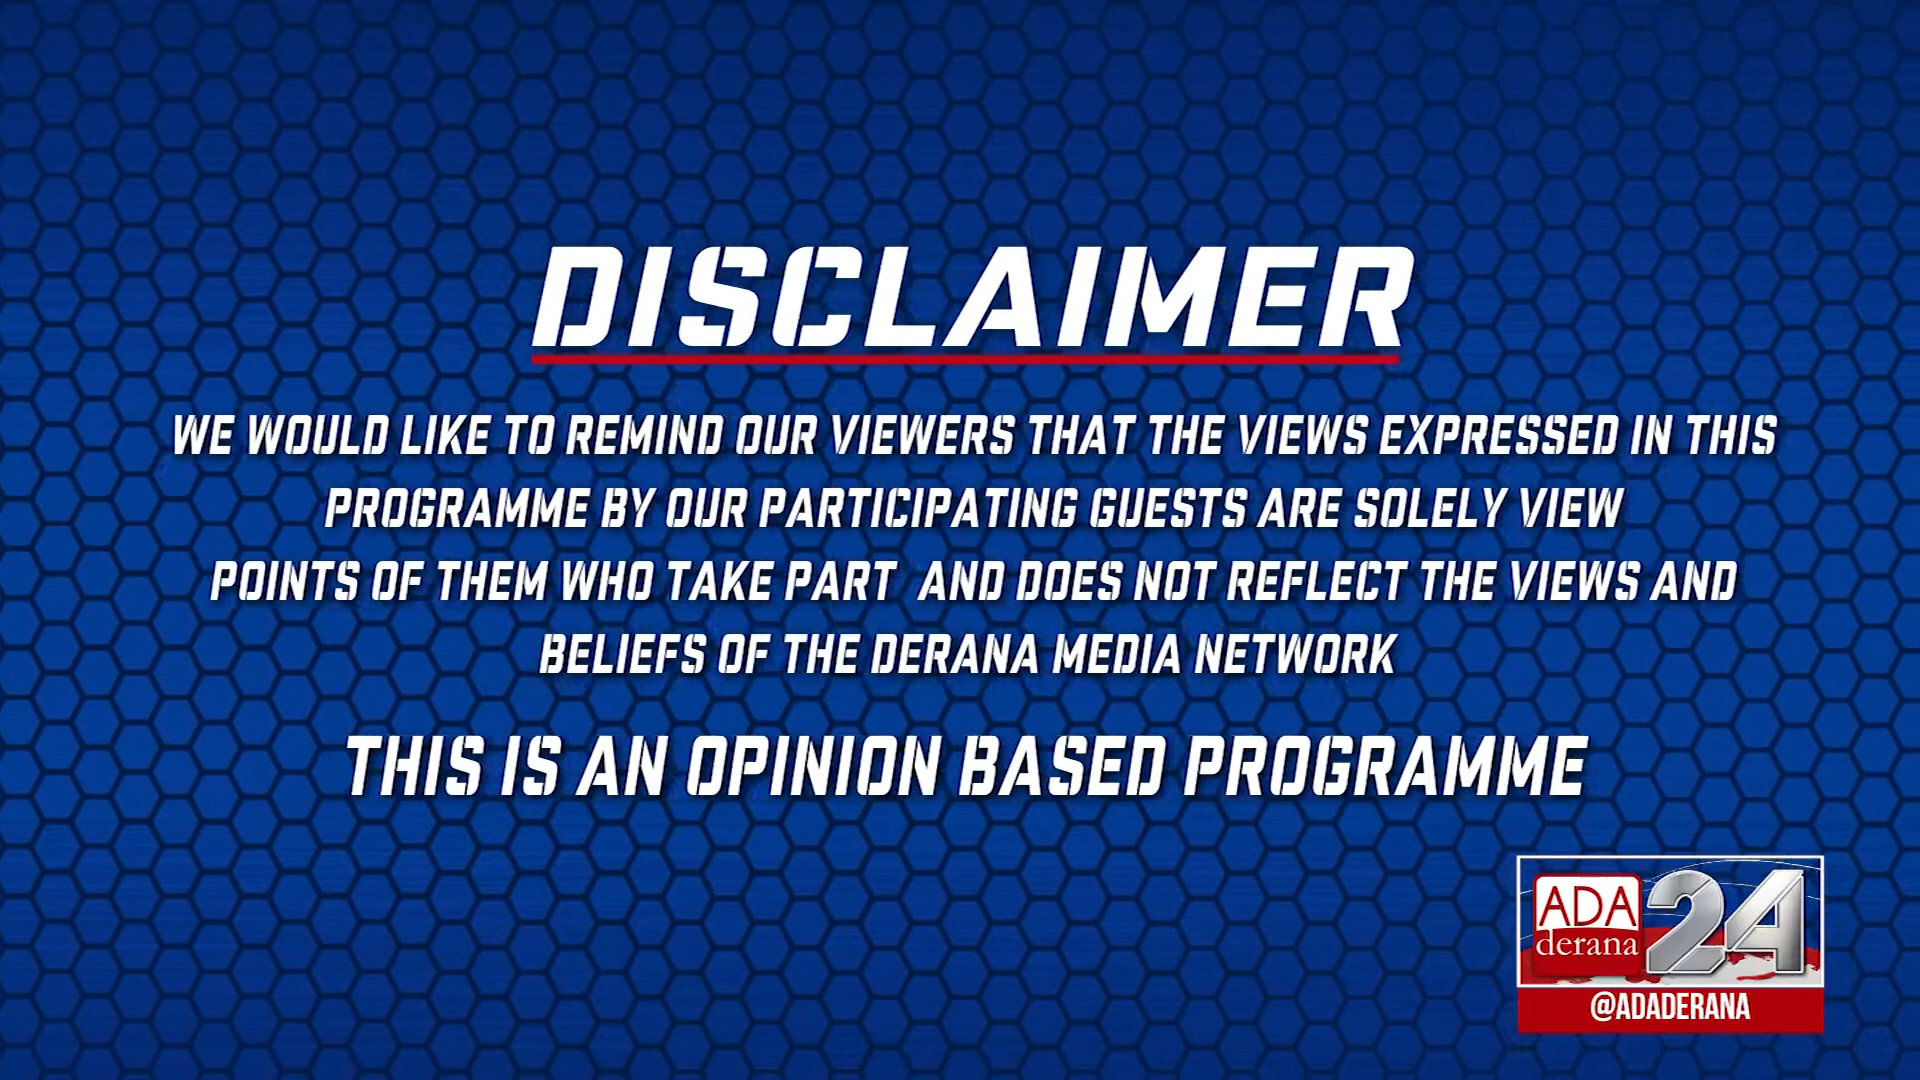 DISCLAIMER
WE WOULD LIKE TO REMIND OUR VIEWERS THAT THE VIEWS EXPRESSED IN THIS
PROGRAMME BY OUR PARTICIPATING GUESTS ARE SOLELY VIEW
POINTS OF THEM WHO TAKE PART AND DOES NOT REFLECT THE VIEWS AND
BELIEFS OF THE DERANA MEDIA NETWORK
THIS IS AN OPINION BASED PROGRAMME
ADA
derana
24
@ADADERANA